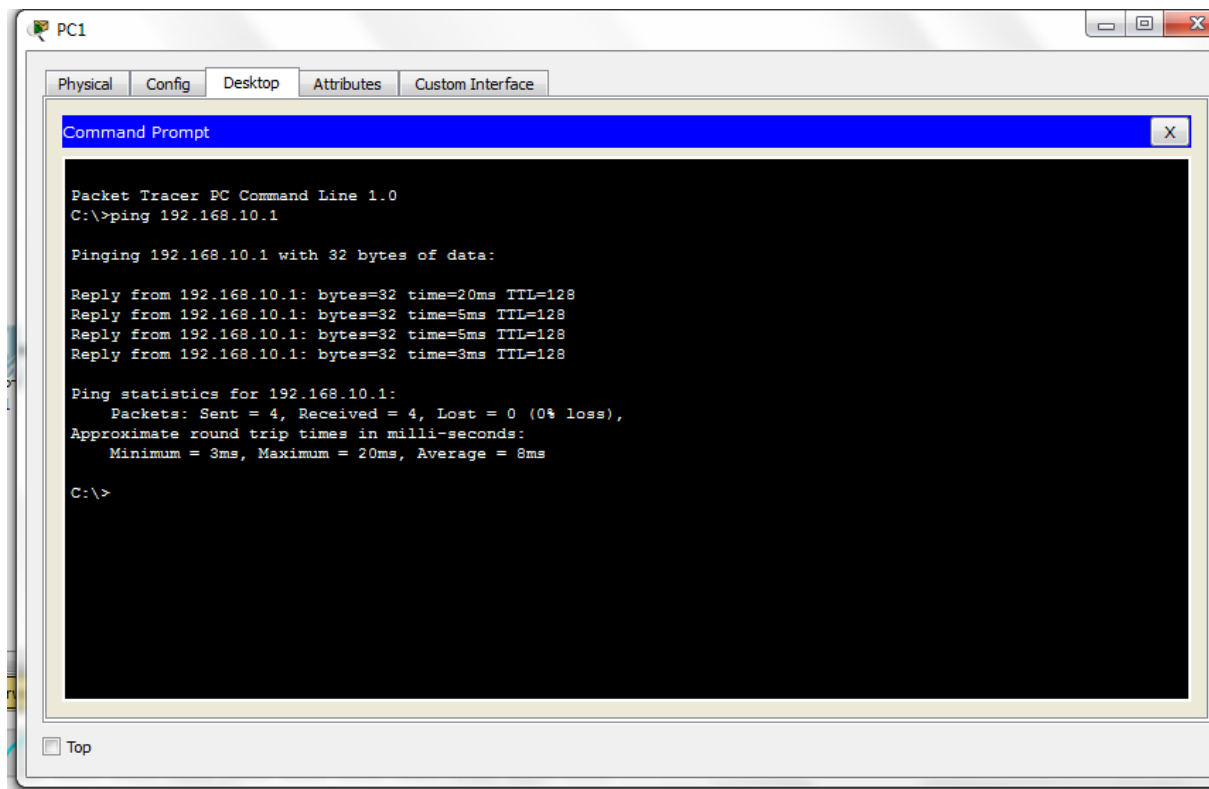 PC1
Physical Config Desktop Attributes Custom Interface
Command Prompt X
Packet Tracer PC Command Line 1.0
C:\>ping 192.168.10.1
Pinging 192.168.10.1 with 32 bytes of data:
Reply from 192.168.10.1: bytes=32 time=20ms TTL=128
Reply from 192.168.10.1: bytes=32 time=5ms TTL=128
Reply from 192.168.10.1: bytes=32 time=5ms TTL=128
Reply from 192.168.10.1: bytes=32 time=3ms TTL=128
Ping statistics for 192.168.10.1:
Packets: Sent = 4, Received = 4, Lost = 0 (0% loss),
Approximate round trip times in milli-seconds:
Minimum = 3ms, Maximum = 20ms, Average = 8ms
C:\>
Top